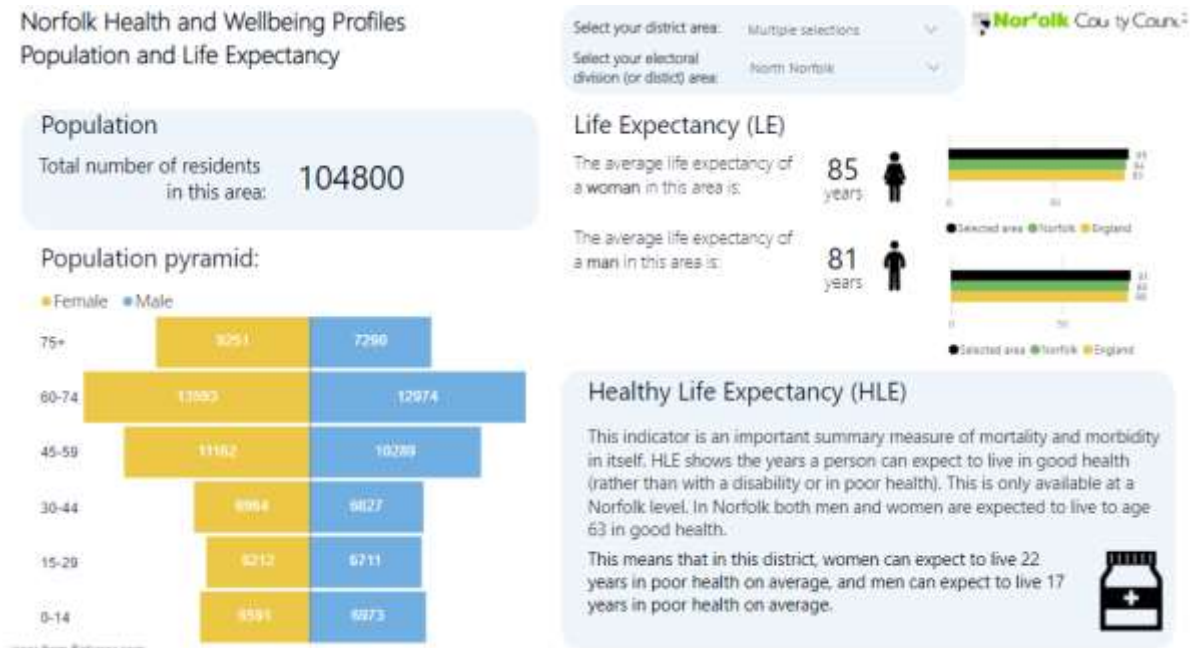 Norfolk Health and Wellbeing Profiles
Population and Life Expectancy
Select your district area: Multiple selections
Select your electoral
division (or distict) area: North Norfolk
Norfolk County Council
Population
Total number of residents
in this area:
104800
Population pyramid:
Female Male
75+ 9251 7290
60-74 12974
45-59 11162 10289
30-44 6827
15-29 6212 6711
0-14 6973
Life Expectancy (LE)
The average life expectancy of
a woman in this area is:
85
years
0 50
Selected area Norfolk England
The average life expectancy of
a man in this area is:
81
years
0 50
Selected area Norfolk England
Healthy Life Expectancy (HLE)
This indicator is an important summary measure of mortality and morbidity
in itself. HLE shows the years a person can expect to live in good health
(rather than with a disability or in poor health). This is only available at a
Norfolk level. In Norfolk both men and women are expected to live to age
63 in good health.
This means that in this district, women can expect to live 22
years in poor health on average, and men can expect to live 17
years in poor health on average.